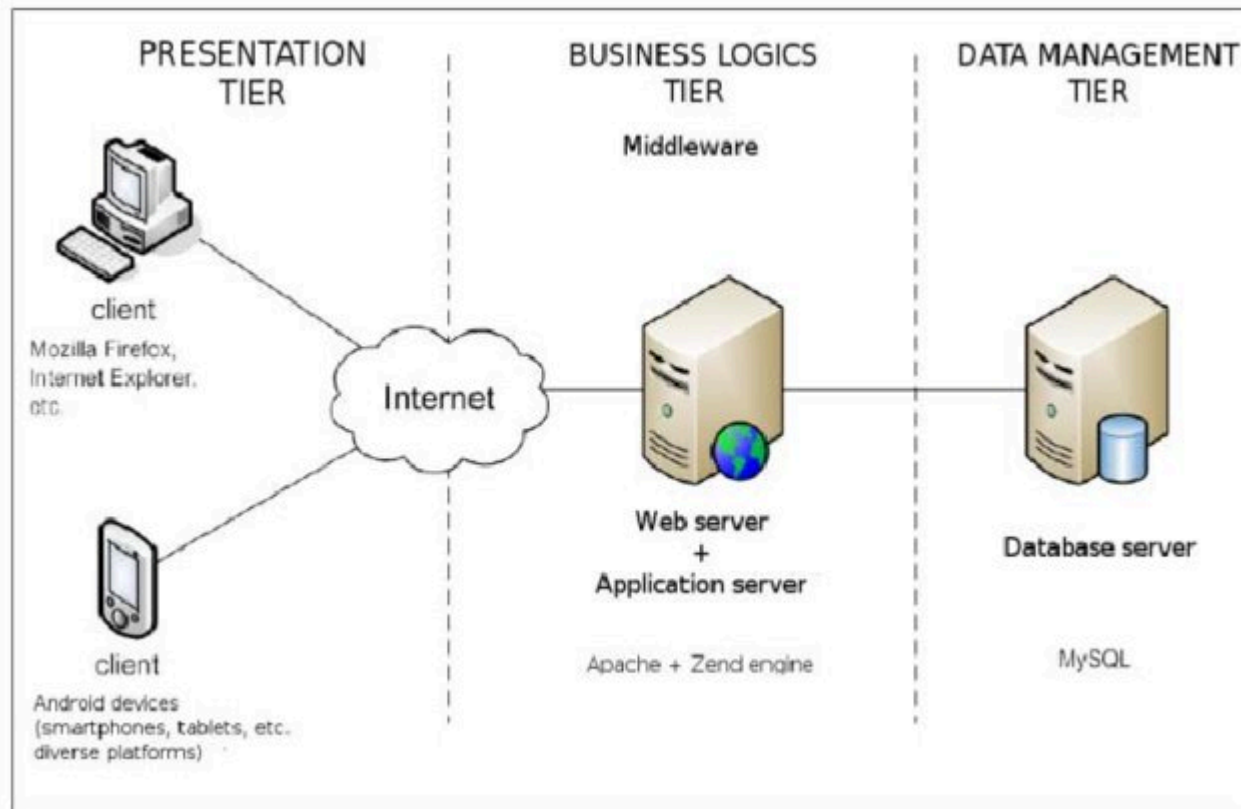 PRESENTATION
TIER
BUSINESS LOGICS
TIER
DATA MANAGEMENT
TIER
Middleware
client
Mozilla Firefox,
Internet Explorer,
etc.
Internet
Web server
+
Application server
Database server
client
Apache + Zend engine
MySQL
Android devices
(smartphones, tablets, etc.
diverse platforms)